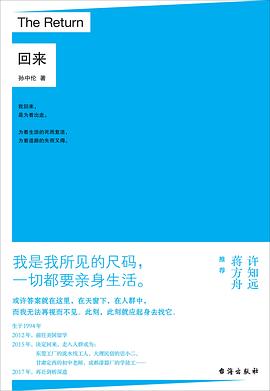 The Return
回来
孙中伦 著
我回来,
是为着出走。
为着生活的死而复活,
为着道路的失而又得。
我是我所见的尺码,
一切都要亲身生活。
许知远
蒋方舟
推荐
或许答案就在这里,在天窗下,在人群中,
而我无法再视而不见。此刻,此刻就应起身去找它。
生于1994年
2012年,前往美国留学
2015年,决定回来,走入人群成为:
东莞工厂的流水线工人、大理民宿的店小二、
甘肃定西的初中老师、成都漆器厂的学徒工……
2017年,再赴剑桥深造
台海出版社